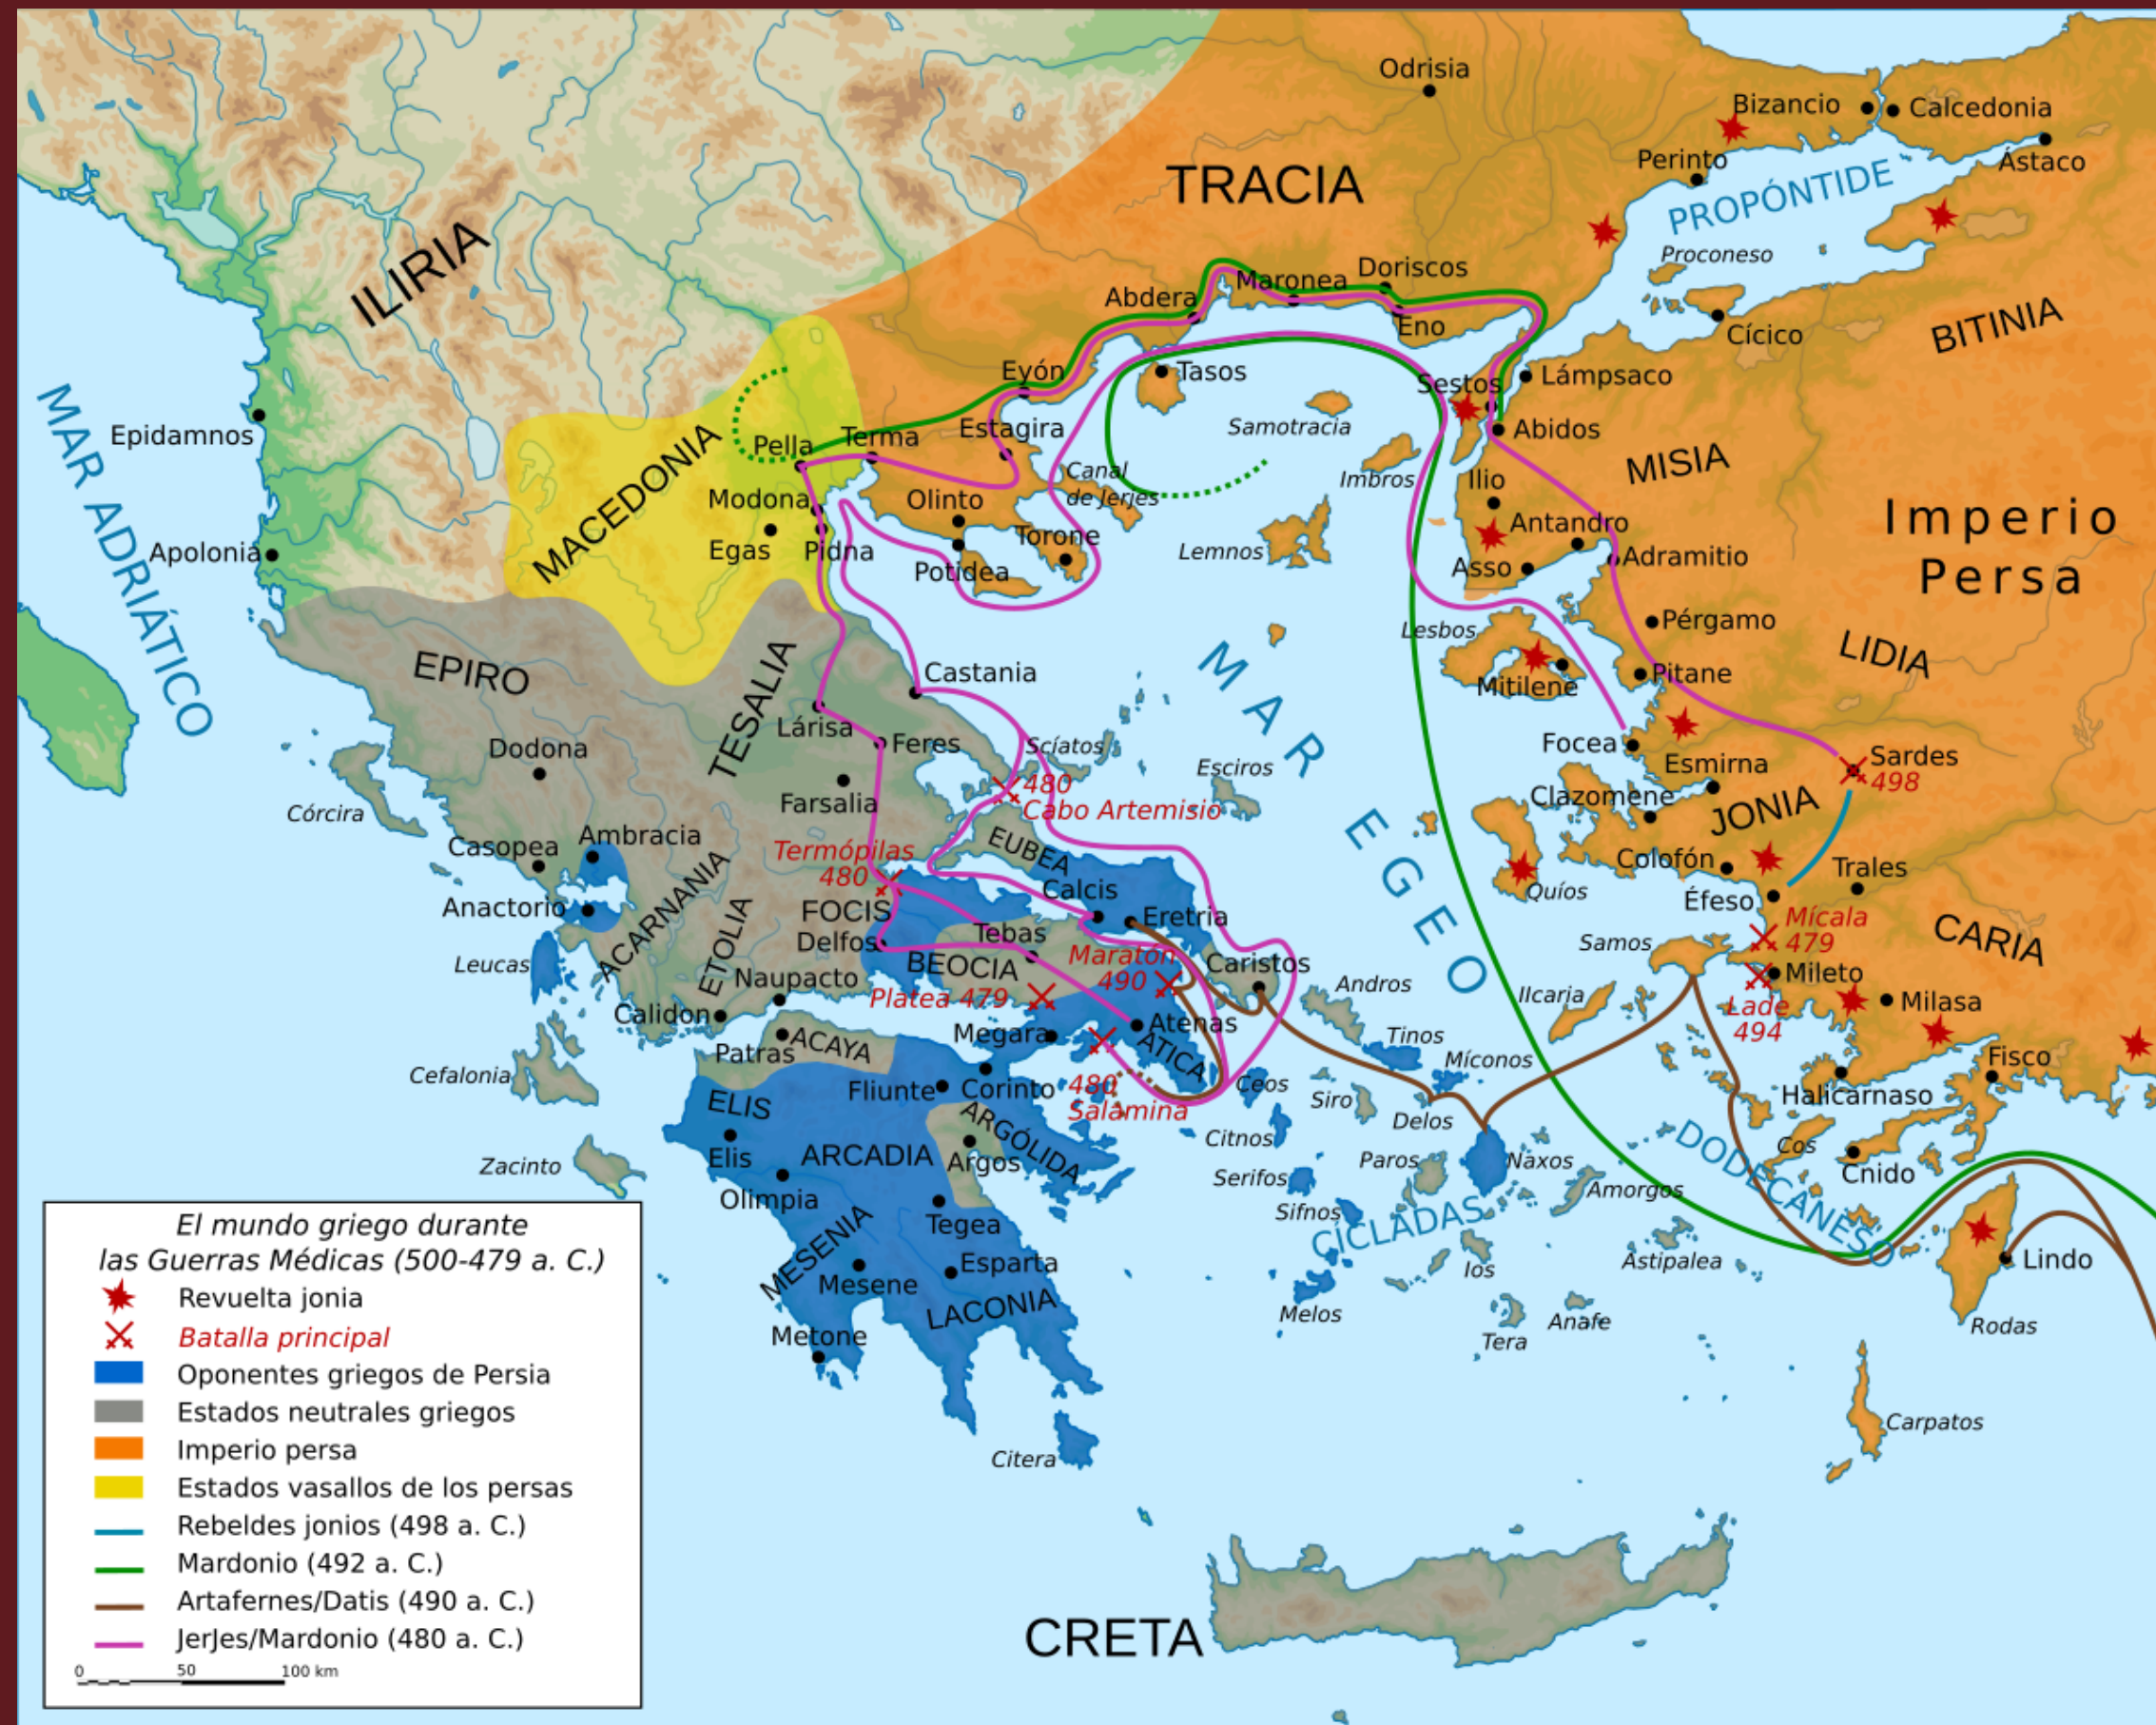 Odrisia
Bizancio
Calcedonia
TRACIA
Perinto
Ástaco
PROPÓNTIDE
Proconeso
ILIRIA
Abdera
Maronea
Doriscos
Eno
Cícico
BITINIA
MAR ADRIÁTICO
Epidamnos
Eyón
Tasos
Sestos
Lámpsaco
MACEDONIA
Pella
Terma
Estagira
Samotracia
Abidos
Canal
de Jerjes
Imbros
Ilio
MISIA
Modona
Olinto
Torone
Antandro
Imperio
Persa
Apolonia
Egas
Pidna
Potidea
Lemnos
Asso
Adramitio
Lesbos
Pérgamo
EPIRO
TESALIA
Castania
MAR EGEO
Mitilene
Pitane
LIDIA
Lárisa
Feres
Scíatos
Focea
Dodona
Esciros
Esmirna
Sardes
498
Córcira
Farsalia
480
Cabo Artemisio
Clazomene
JONIA
Casopea
Ambracia
Termópilas
480
EUBEA
Colofón
Trales
Anactorio
ACARNANIA
Calcis
Quíos
Éfeso
FOCIS
Eretria
Mícala
479
CARIA
Leucas
ETOLIA
Delfos
Tebas
BEOCIA
Maratón
490
Caristos
Samos
Mileto
Naupacto
Platea 479
Andros
Ilcaria
Lade
494
Milasa
Calidon
Patras
ACAYA
Megara
Atenas
ÁTICA
Tinos
Míconos
Fisco
Cefalonia
Fliunte
Corinto
480
Salamina
Ceos
Siro
Delos
Halicarnaso
ELIS
ARGÓLIDA
Citnos
DODECANESO
Cos
Zacinto
Elis
ARCADIA
Argos
Serifos
Paros
Naxos
Cnido
Olimpia
Tegea
Sifnos
Amorgos
CÍCLADAS
MESENIA
Mesene
Esparta
Ios
Astipalea
Lindo
LACONIA
Melos
Tera
Anafe
Rodas
Metone
Citera
Carpatos
CRETA
El mundo griego durante
las Guerras Médicas (500-479 a. C.)
Revuelta jonia
Batalla principal
Oponentes griegos de Persia
Estados neutrales griegos
Imperio persa
Estados vasallos de los persas
Rebeldes jonios (498 a. C.)
Mardonio (492 a. C.)
Artafernes/Datis (490 a. C.)
JerJes/Mardonio (480 a. C.)
0 50 100 km